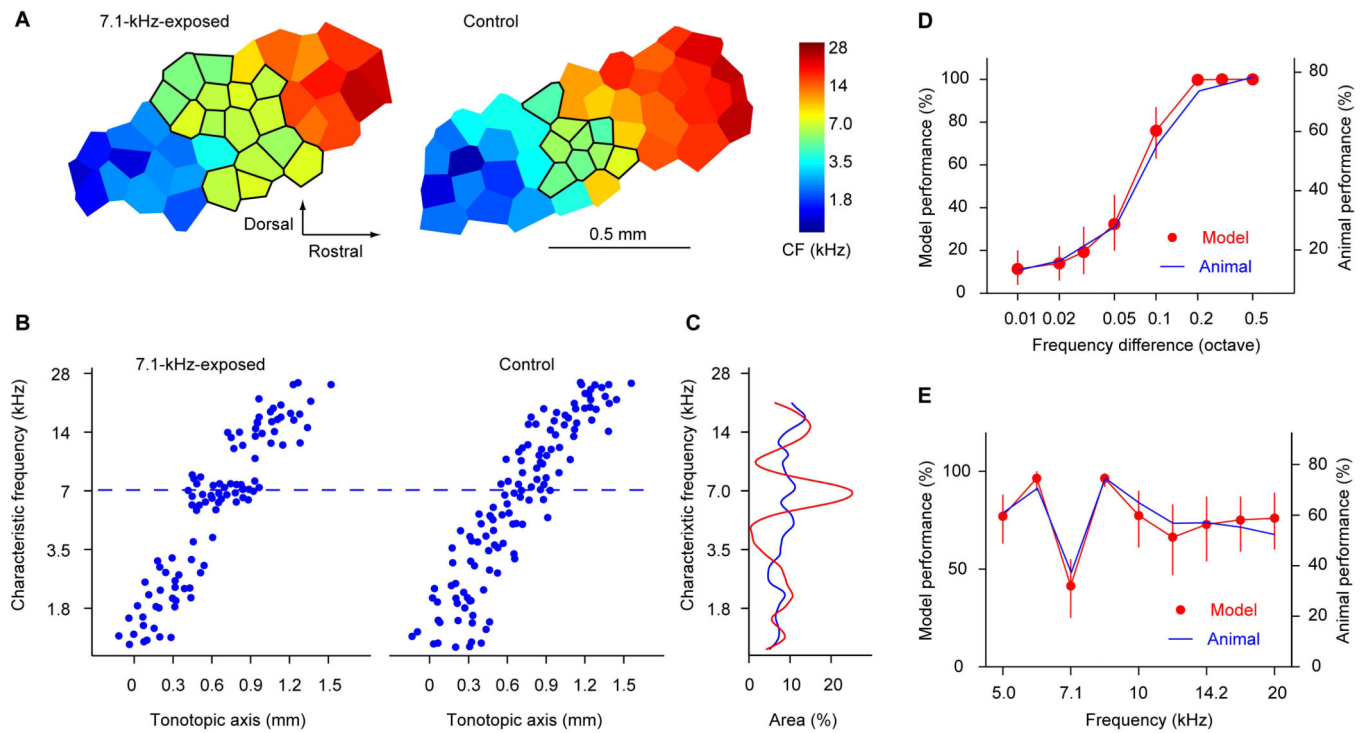 A
7.1-kHz-exposed
Control
28
14
7.0
3.5
1.8
CF (kHz)
Dorsal
Rostral
0.5 mm
B
7.1-kHz-exposed
Control
Characteristic frequency (kHz)
28
14
7
3.5
1.8
0 0.3 0.6 0.9 1.2 1.5
Tonotopic axis (mm)
0 0.3 0.6 0.9 1.2 1.5
Tonotopic axis (mm)
C
Characterixtic frequency (kHz)
28
14
7.0
3.5
1.8
0 10 20
Area (%)
D
Model performance (%)
100
80
60
40
20
0
Animal performance (%)
80
60
40
20
Model
Animal
0.01 0.02 0.05 0.1 0.2 0.5
Frequency difference (octave)
E
Model performance (%)
100
50
0
Animal performance (%)
80
60
40
20
0
Model
Animal
5.0 7.1 10 14.2 20
Frequency (kHz)